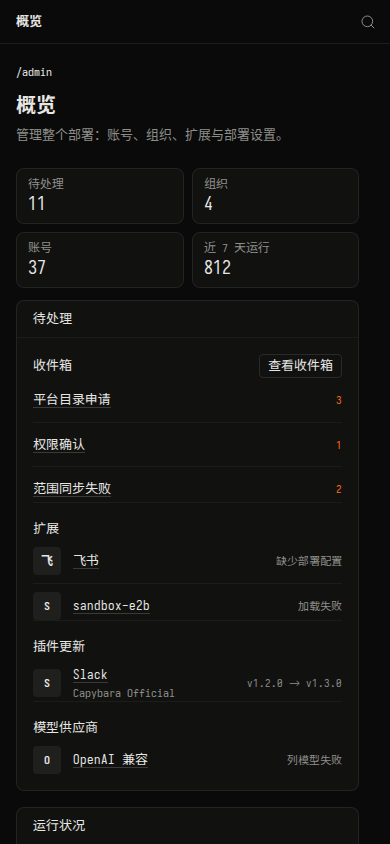 概览
/admin
概览
管理整个部署：账号、组织、扩展与部署设置。
待处理
11
组织
4
账号
37
近 7 天运行
812
待处理
收件箱
查看收件箱
平台目录申请
3
权限确认
1
范围同步失败
2
扩展
飞
飞书
缺少部署配置
S
sandbox-e2b
加载失败
插件更新
S
Slack
Capybara Official
v1.2.0 → v1.3.0
模型供应商
O
OpenAI 兼容
列模型失败
运行状况